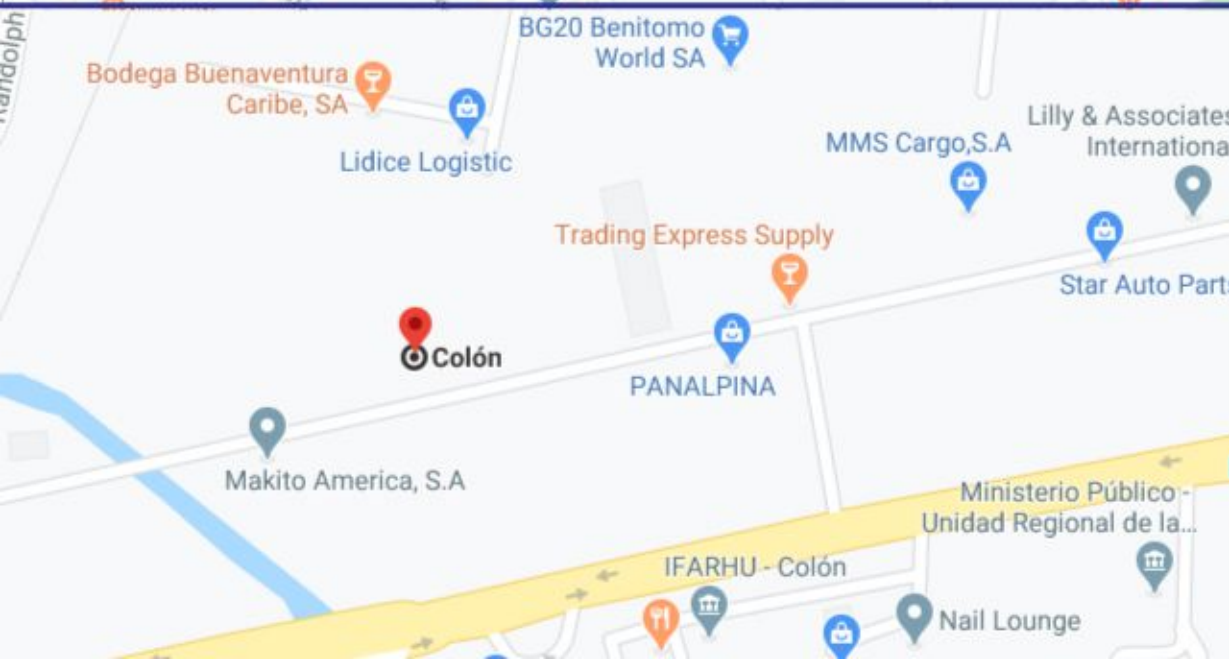 Randolph
BG20 Benitomo
World SA
Bodega Buenaventura
Caribe, SA
Lidice Logistic
Lilly & Associates
Internationa
MMS Cargo,S.A
Trading Express Supply
Star Auto Parts
Colón
PANALPINA
Makito America, S.A
Ministerio Público -
Unidad Regional de la...
IFARHU - Colón
Nail Lounge